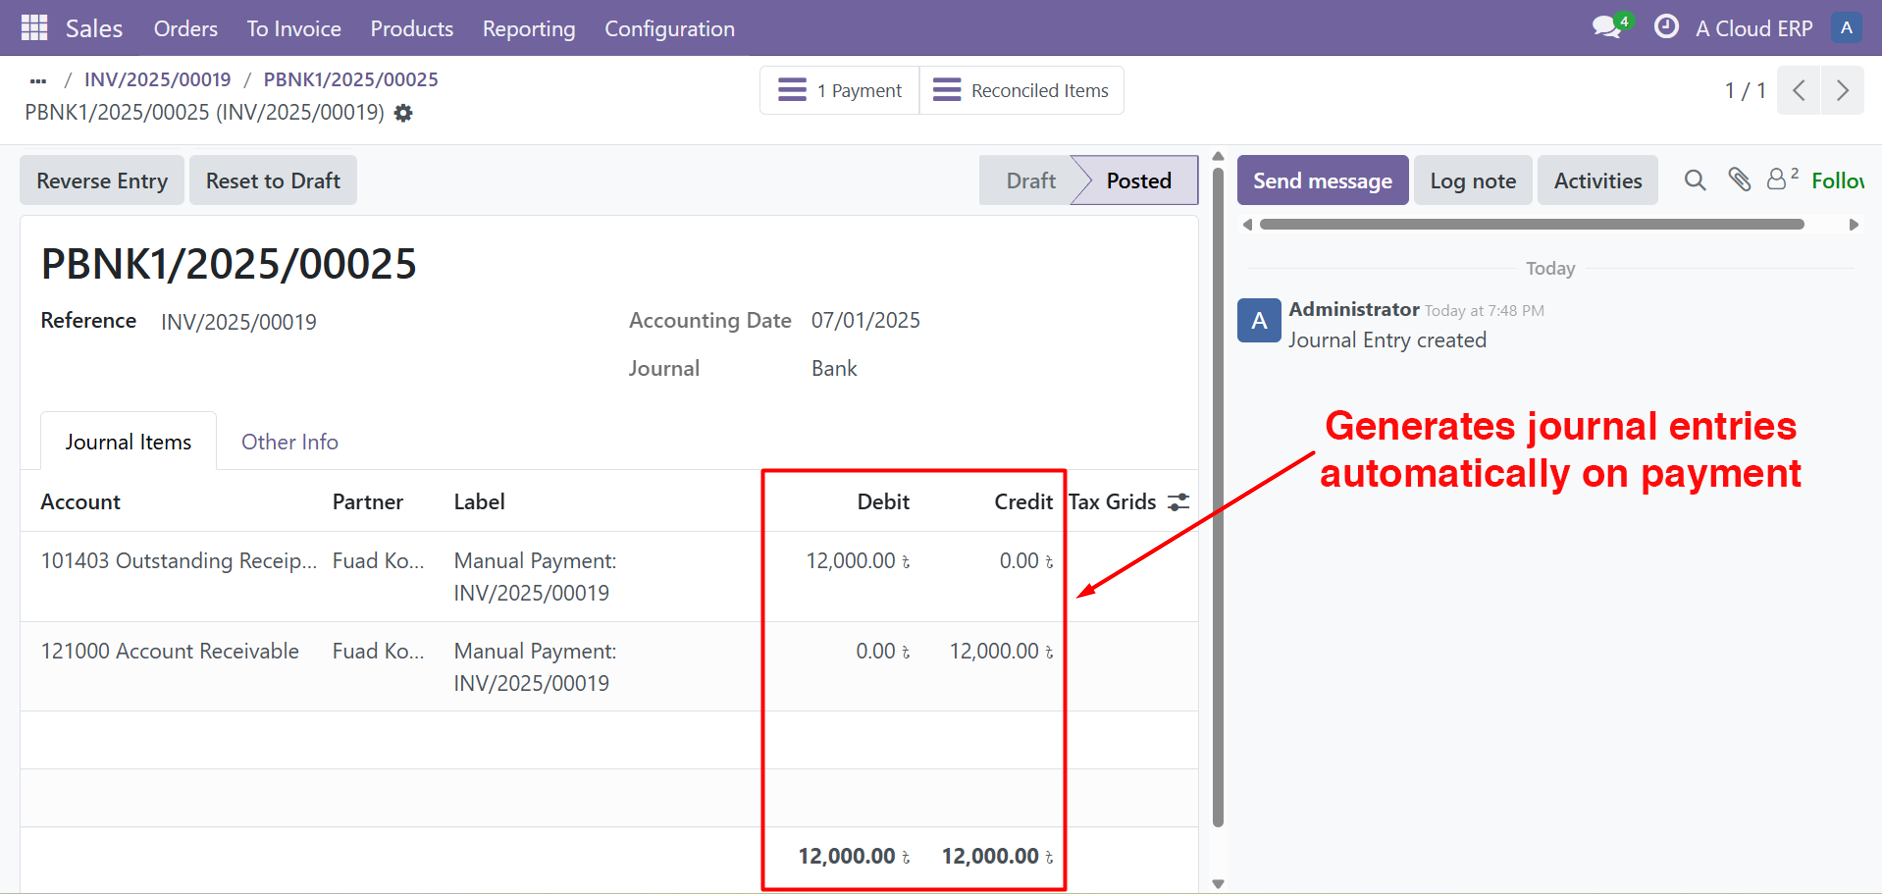 Sales Orders To Invoice Products Reporting Configuration 4 A Cloud ERP A
... / INV/2025/00019 / PBNK1/2025/00025
PBNK1/2025/00025 (INV/2025/00019)
1 Payment Reconciled Items
1 / 1
Reverse Entry Reset to Draft Draft Posted
Send message Log note Activities 2
PBNK1/2025/00025
Reference INV/2025/00019
Accounting Date 07/01/2025
Journal Bank
Today
A Administrator Today at 7:48 PM
Journal Entry created
Generates journal entries
automatically on payment
Journal Items Other Info
Account Partner Label Debit Credit Tax Grids
101403 Outstanding Receip... Fuad Ko... Manual Payment: 12,000.00 ৳ 0.00 ৳
INV/2025/00019
121000 Account Receivable Fuad Ko... Manual Payment: 0.00 ৳ 12,000.00 ৳
INV/2025/00019
12,000.00 ৳ 12,000.00 ৳